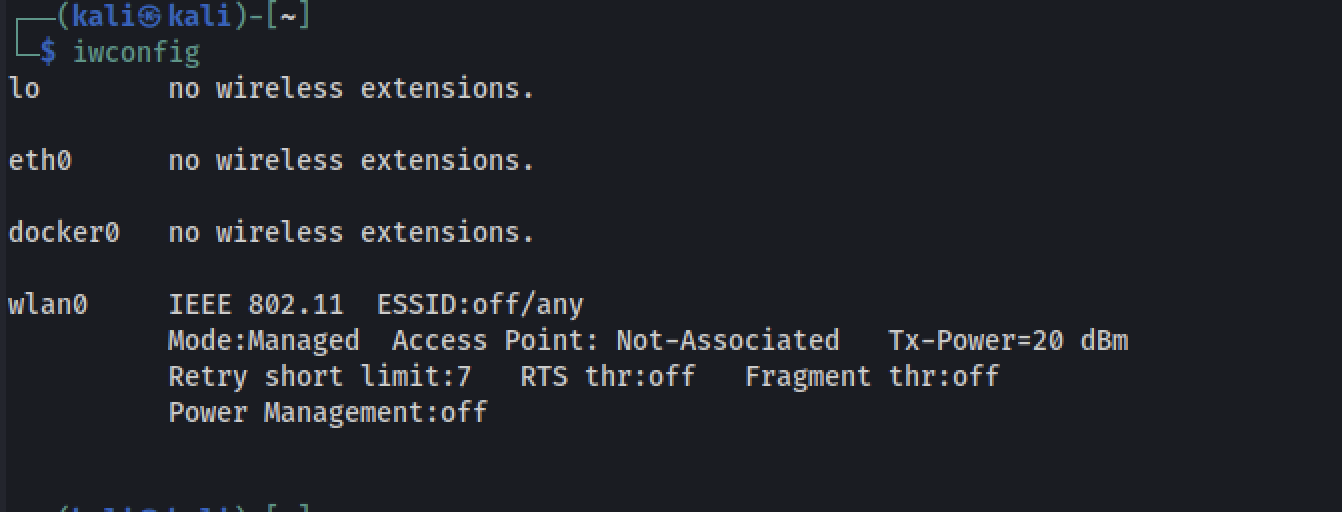 ┌──(kali㉿kali)-[~]
└─$ iwconfig
lo        no wireless extensions.
eth0      no wireless extensions.
docker0   no wireless extensions.
wlan0     IEEE 802.11  ESSID:off/any
          Mode:Managed  Access Point: Not-Associated   Tx-Power=20 dBm
          Retry short limit:7   RTS thr:off   Fragment thr:off
          Power Management:off